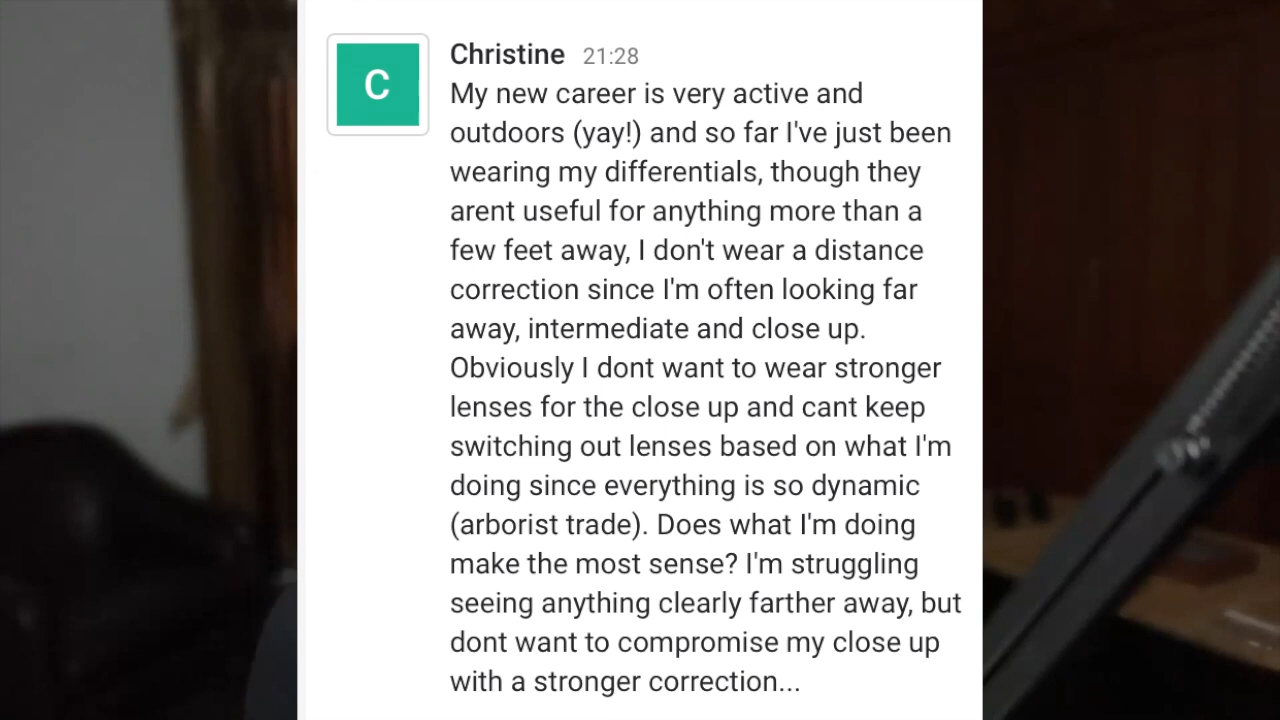 C
Christine 21:28
My new career is very active and
outdoors (yay!) and so far I've just been
wearing my differentials, though they
arent useful for anything more than a
few feet away, I don't wear a distance
correction since I'm often looking far
away, intermediate and close up.
Obviously I dont want to wear stronger
lenses for the close up and cant keep
switching out lenses based on what I'm
doing since everything is so dynamic
(arborist trade). Does what I'm doing
make the most sense? I'm struggling
seeing anything clearly farther away, but
dont want to compromise my close up
with a stronger correction...